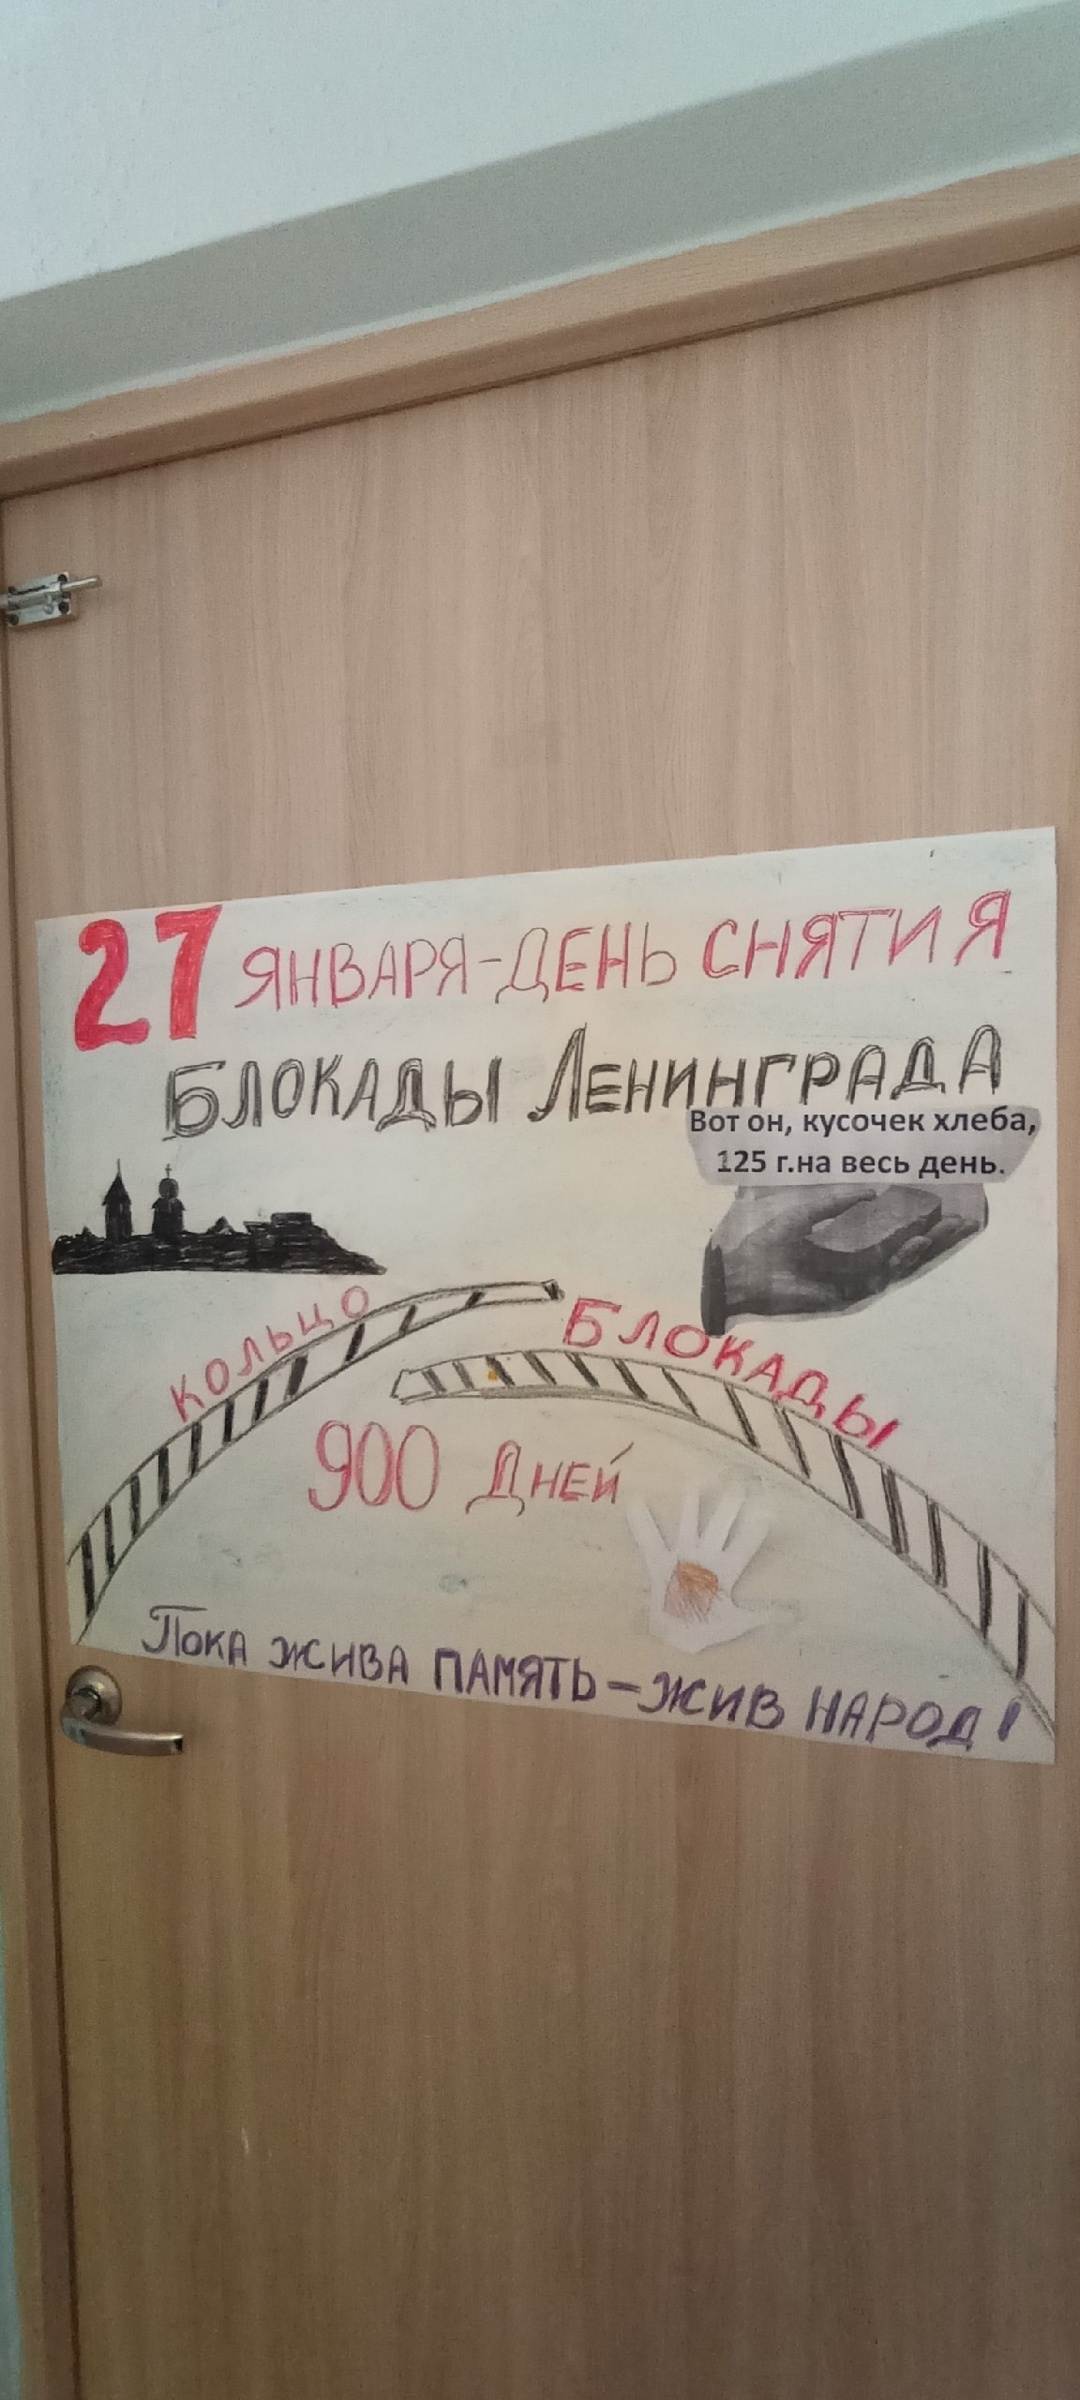 27 ЯНВАРЯ-ДЕНЬ СНЯТИЯ
БЛОКАДЫ ЛЕНИНГРАДА
Вот он, кусочек хлеба,
125 г.на весь день.
КОЛЬЦО БЛОКАДЫ
900 ДНЕЙ
ПОКА ЖИВА ПАМЯТЬ – ЖИВ НАРОД!